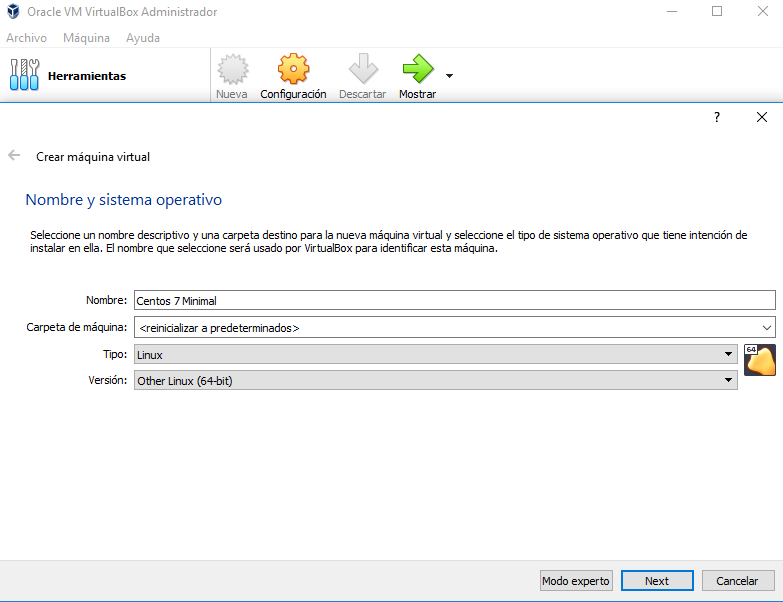 Oracle VM VirtualBox Administrador
Archivo Máquina Ayuda
Herramientas
Nueva Configuración Descartar Mostrar
?
Crear máquina virtual
Nombre y sistema operativo
Seleccione un nombre descriptivo y una carpeta destino para la nueva máquina virtual y seleccione el tipo de sistema operativo que tiene intención de
instalar en ella. El nombre que seleccione será usado por VirtualBox para identificar esta máquina.
Nombre: Centos 7 Minimal
Carpeta de máquina: <reinicializar a predeterminados>
Tipo: Linux
64
Versión: Other Linux (64-bit)
Modo experto Next Cancelar